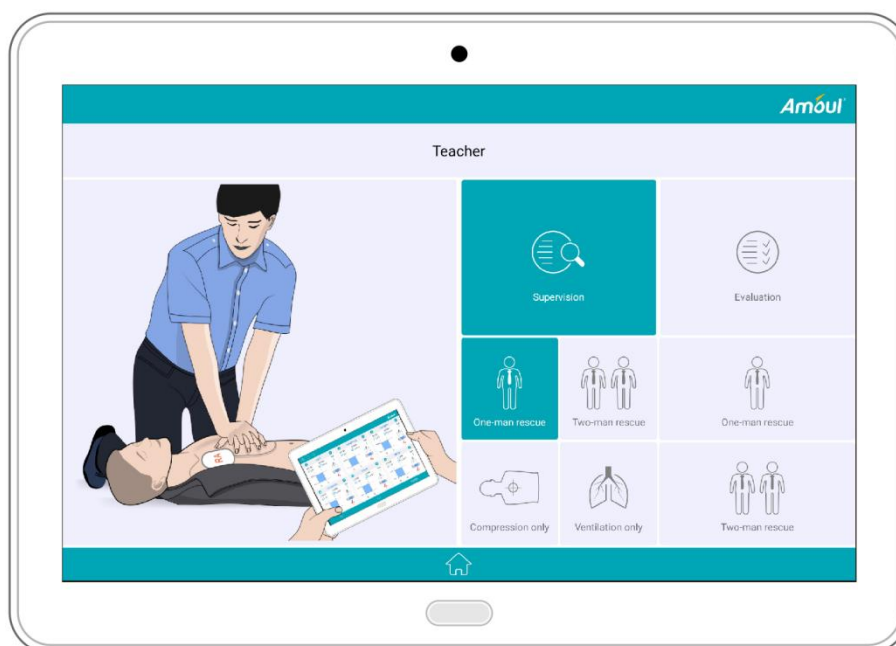 Amoul
Teacher
Supervision
Evaluation
One-man rescue
Two-man rescue
One-man rescue
Compression only
Ventilation only
Two-man rescue